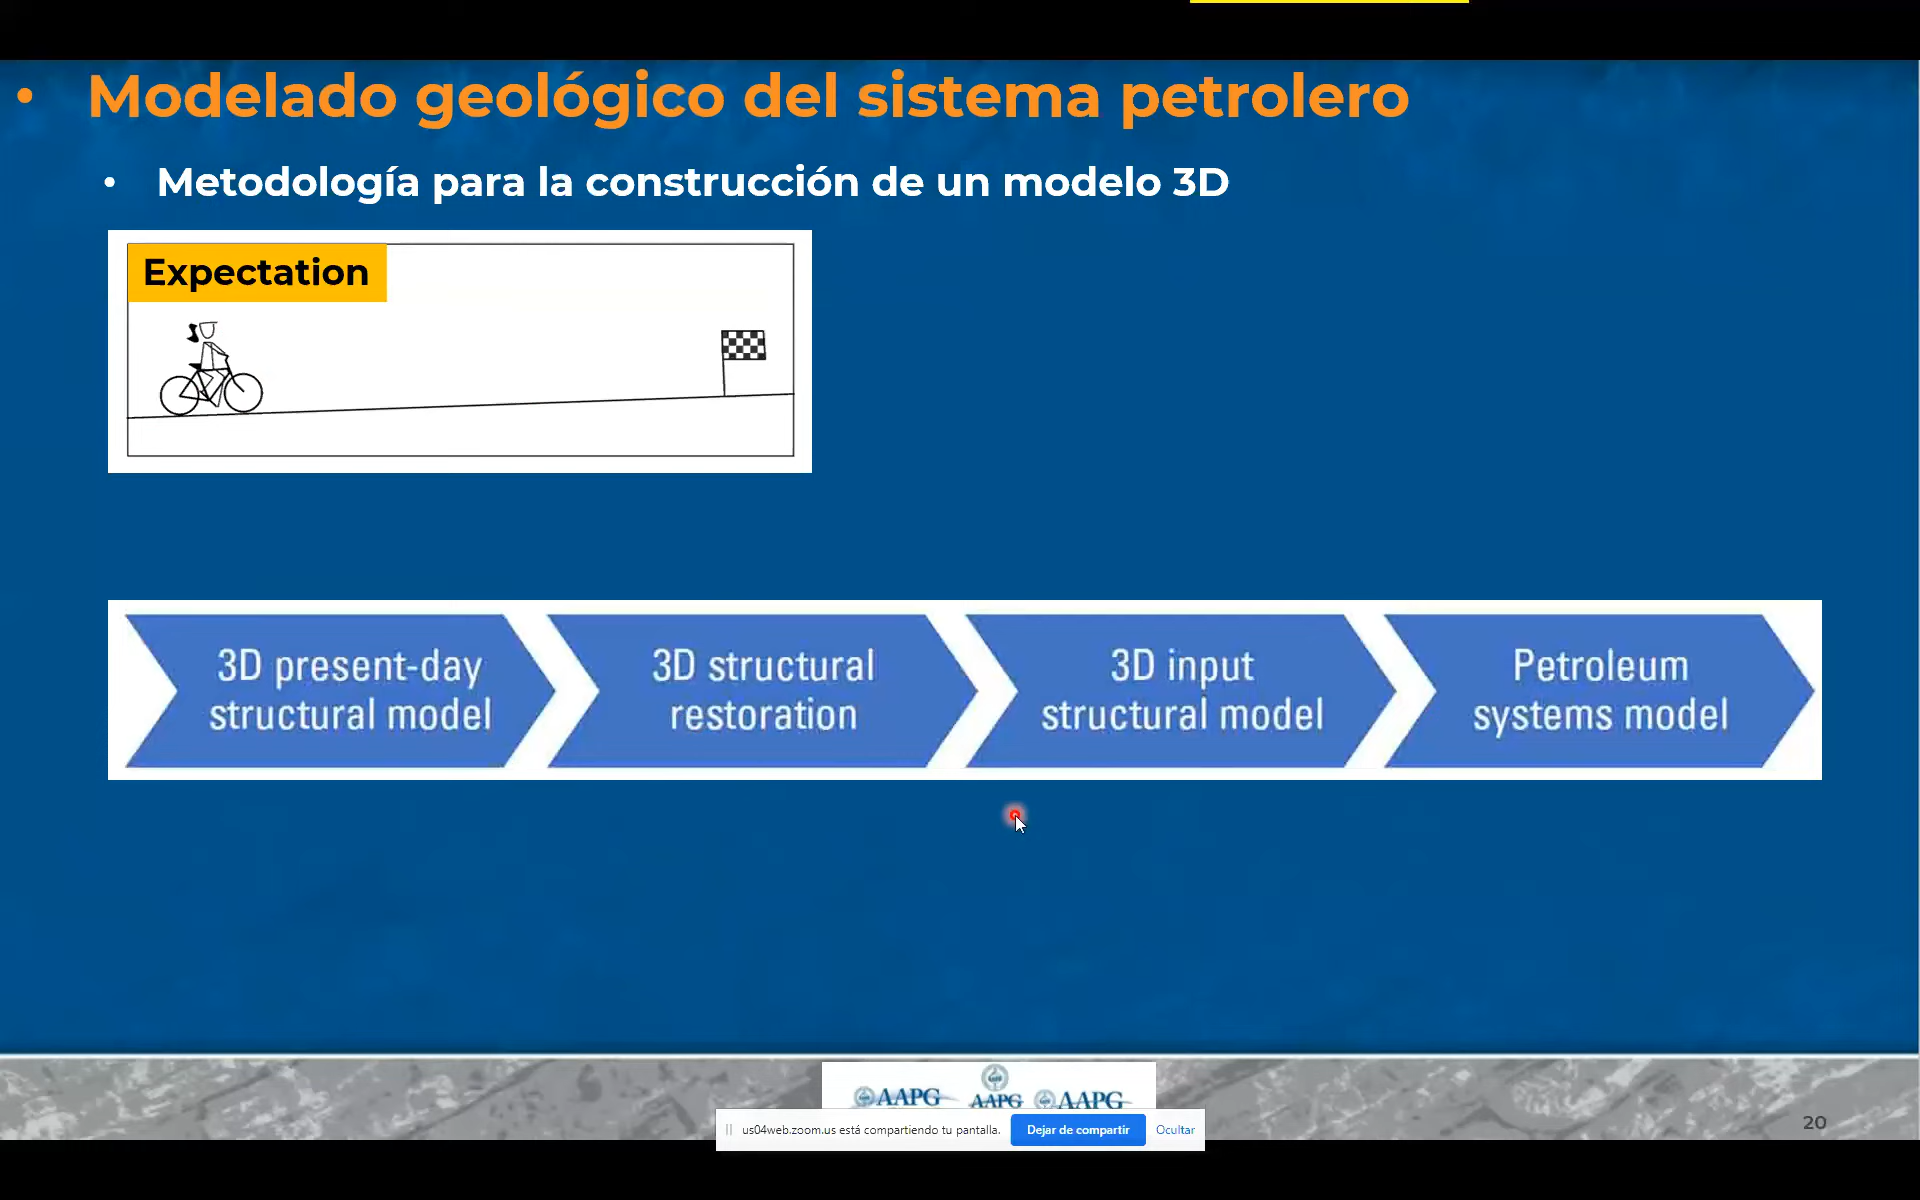 • Modelado geológico del sistema petrolero
• Metodología para la construcción de un modelo 3D
Expectation
3D present-day
structural model
3D structural
restoration
3D input
structural model
Petroleum
systems model
AAPG AAPG AAPG
us04web.zoom.us está compartiendo tu pantalla. Dejar de compartir Ocultar
20